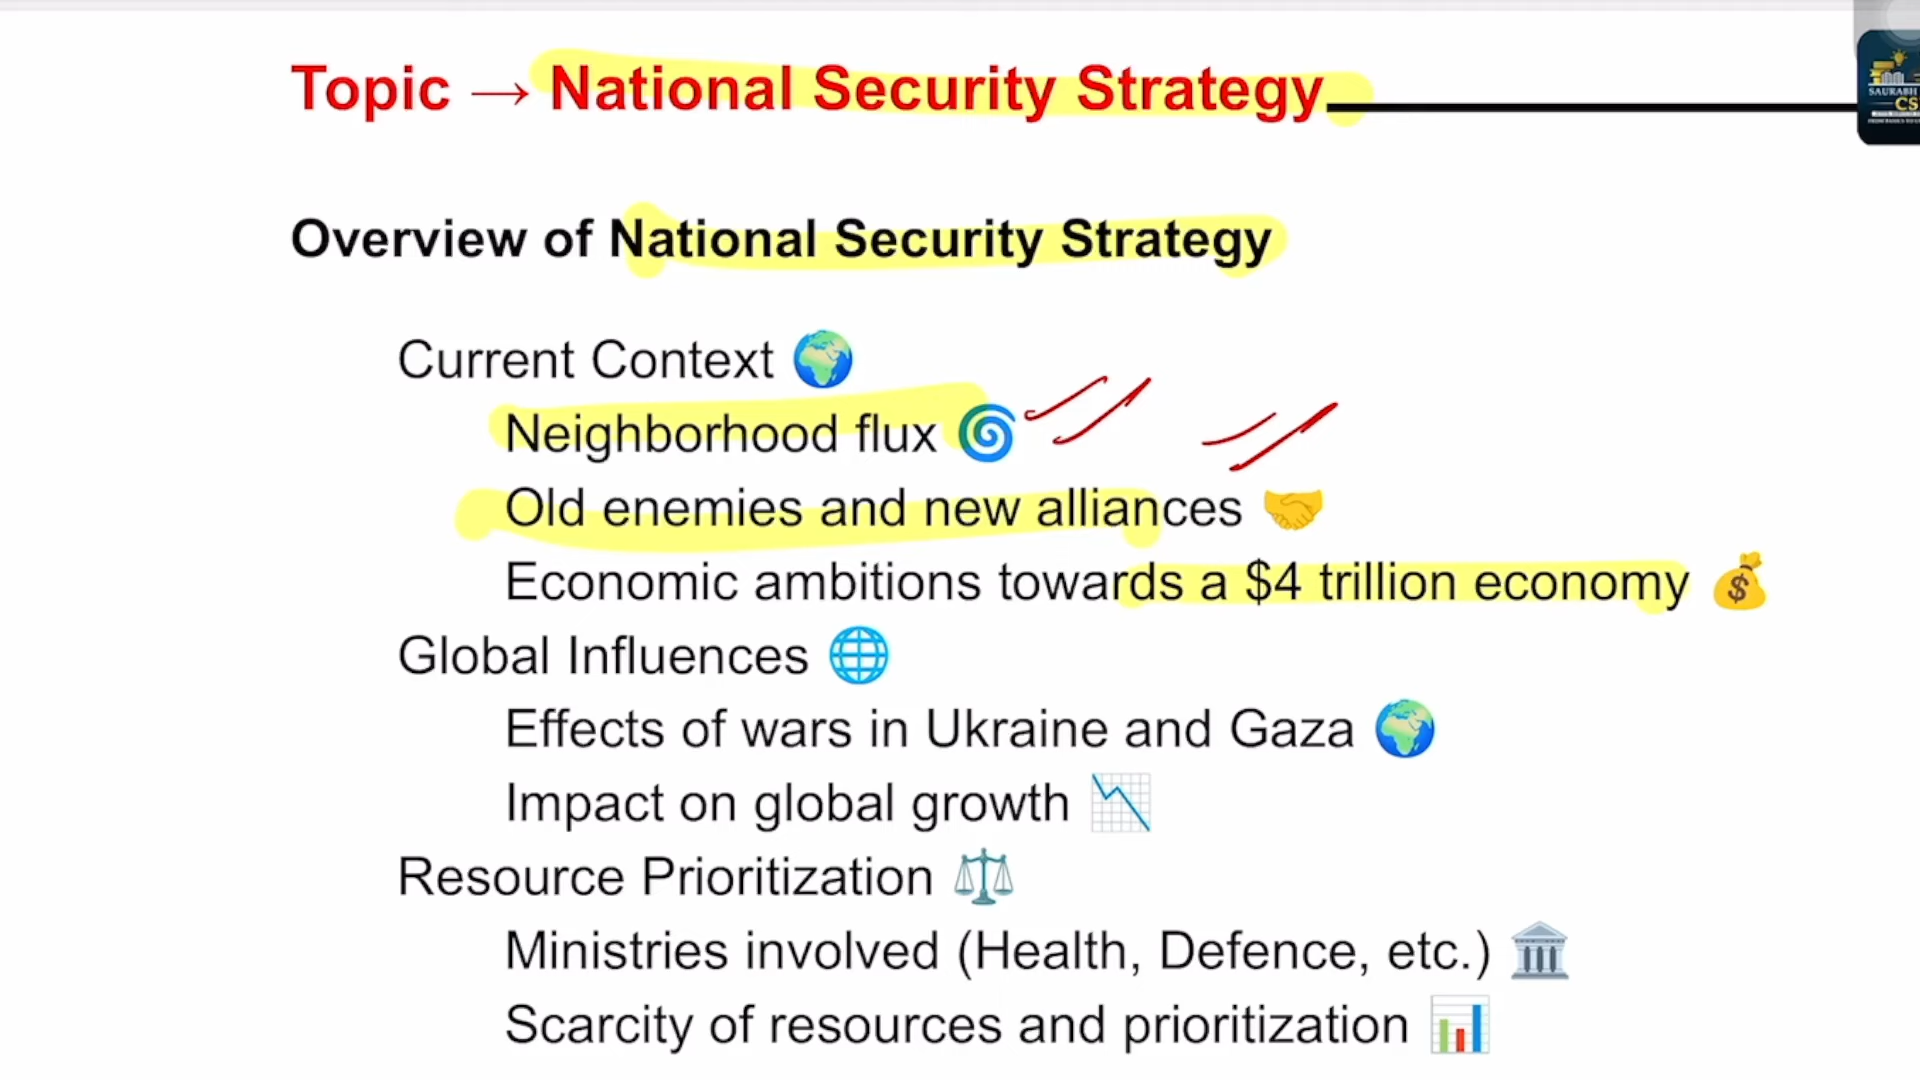 Topic → National Security Strategy
SAURABH
CS
Overview of National Security Strategy
Current Context 🌍
Neighborhood flux 🌀
Old enemies and new alliances 🤝
Economic ambitions towards a $4 trillion economy 💰
Global Influences 🌐
Effects of wars in Ukraine and Gaza 🌍
Impact on global growth 📉
Resource Prioritization ⚖️
Ministries involved (Health, Defence, etc.) 🏛️
Scarcity of resources and prioritization 📊